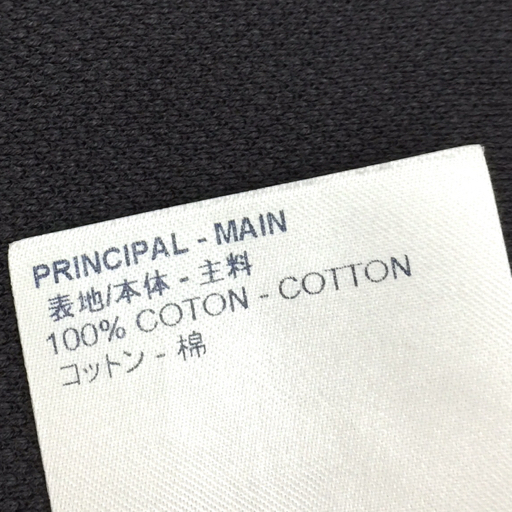 PRINCIPAL - MAIN
表地/本体 - 主料
100% COTON - COTTON
コットン - 棉